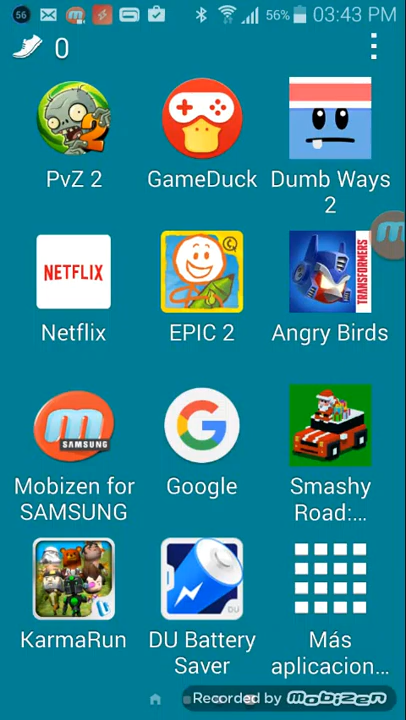 56 56% 03:43 PM
0
PvZ 2 GameDuck Dumb Ways
2
NETFLIX TRANSFORMERS
Netflix EPIC 2 Angry Birds
m
SAMSUNG
G
Mobizen for Google Smashy
SAMSUNG Road:...
DU
KarmaRun DU Battery Más
Saver aplicacion...
Recorded by mobizen